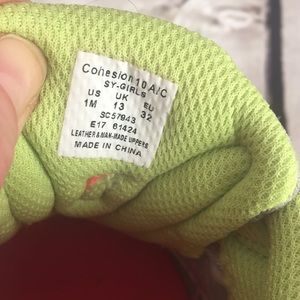 Cohesion 10 A/C
SY-GIRLS
US UK EU
1M 13 32
SC57943
E17 61424
LEATHER&MAN-MADE UPPERS
MADE IN CHINA